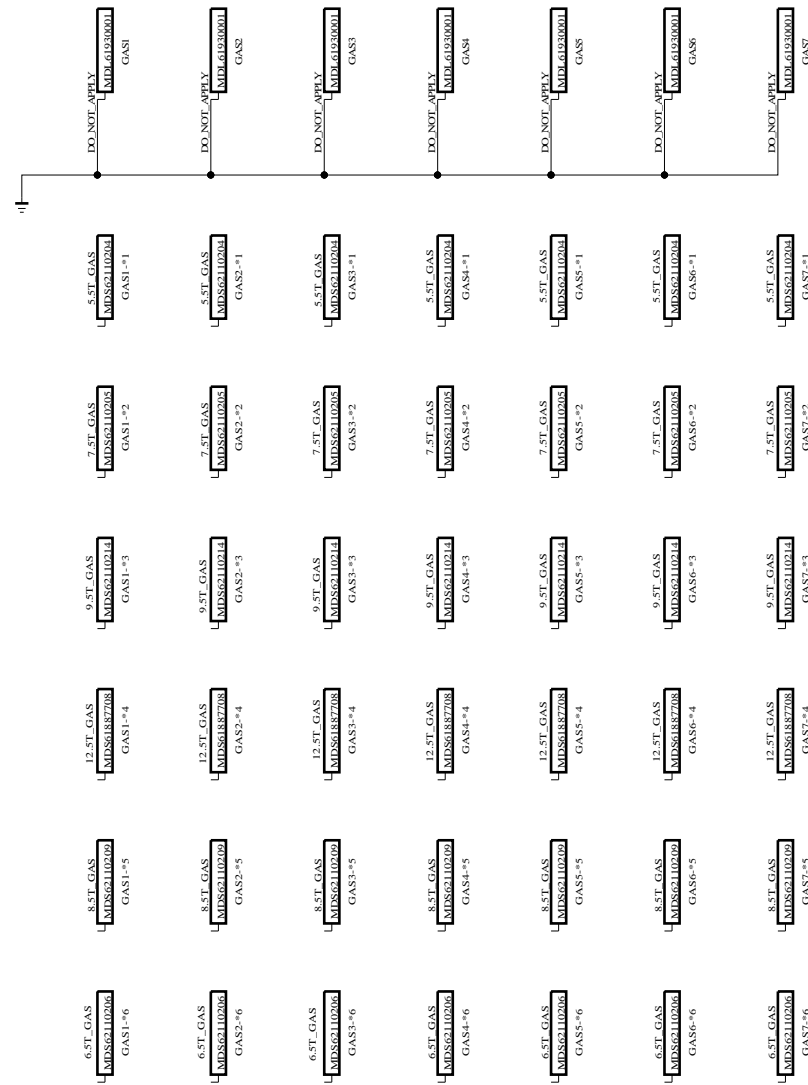 DO_NOT_APPLY
MDL61930001
GAS1
DO_NOT_APPLY
MDL61930001
GAS2
DO_NOT_APPLY
MDL61930001
GAS3
DO_NOT_APPLY
MDL61930001
GAS4
DO_NOT_APPLY
MDL61930001
GAS5
DO_NOT_APPLY
MDL61930001
GAS6
DO_NOT_APPLY
MDL61930001
GAS7
5.5T_GAS
MDS62110204
GAS1-*1
5.5T_GAS
MDS62110204
GAS2-*1
5.5T_GAS
MDS62110204
GAS3-*1
5.5T_GAS
MDS62110204
GAS4-*1
5.5T_GAS
MDS62110204
GAS5-*1
5.5T_GAS
MDS62110204
GAS6-*1
5.5T_GAS
MDS62110204
GAS7-*1
7.5T_GAS
MDS62110205
GAS1-*2
7.5T_GAS
MDS62110205
GAS2-*2
7.5T_GAS
MDS62110205
GAS3-*2
7.5T_GAS
MDS62110205
GAS4-*2
7.5T_GAS
MDS62110205
GAS5-*2
7.5T_GAS
MDS62110205
GAS6-*2
7.5T_GAS
MDS62110205
GAS7-*2
9.5T_GAS
MDS62110214
GAS1-*3
9.5T_GAS
MDS62110214
GAS2-*3
9.5T_GAS
MDS62110214
GAS3-*3
9.5T_GAS
MDS62110214
GAS4-*3
9.5T_GAS
MDS62110214
GAS5-*3
9.5T_GAS
MDS62110214
GAS6-*3
9.5T_GAS
MDS62110214
GAS7-*3
12.5T_GAS
MDS61887708
GAS1-*4
12.5T_GAS
MDS61887708
GAS2-*4
12.5T_GAS
MDS61887708
GAS3-*4
12.5T_GAS
MDS61887708
GAS4-*4
12.5T_GAS
MDS61887708
GAS5-*4
12.5T_GAS
MDS61887708
GAS6-*4
12.5T_GAS
MDS61887708
GAS7-*4
8.5T_GAS
MDS62110209
GAS1-*5
8.5T_GAS
MDS62110209
GAS2-*5
8.5T_GAS
MDS62110209
GAS3-*5
8.5T_GAS
MDS62110209
GAS4-*5
8.5T_GAS
MDS62110209
GAS5-*5
8.5T_GAS
MDS62110209
GAS6-*5
8.5T_GAS
MDS62110209
GAS7-*5
6.5T_GAS
MDS62110206
GAS1-*6
6.5T_GAS
MDS62110206
GAS2-*6
6.5T_GAS
MDS62110206
GAS3-*6
6.5T_GAS
MDS62110206
GAS4-*6
6.5T_GAS
MDS62110206
GAS5-*6
6.5T_GAS
MDS62110206
GAS6-*6
6.5T_GAS
MDS62110206
GAS7-*6